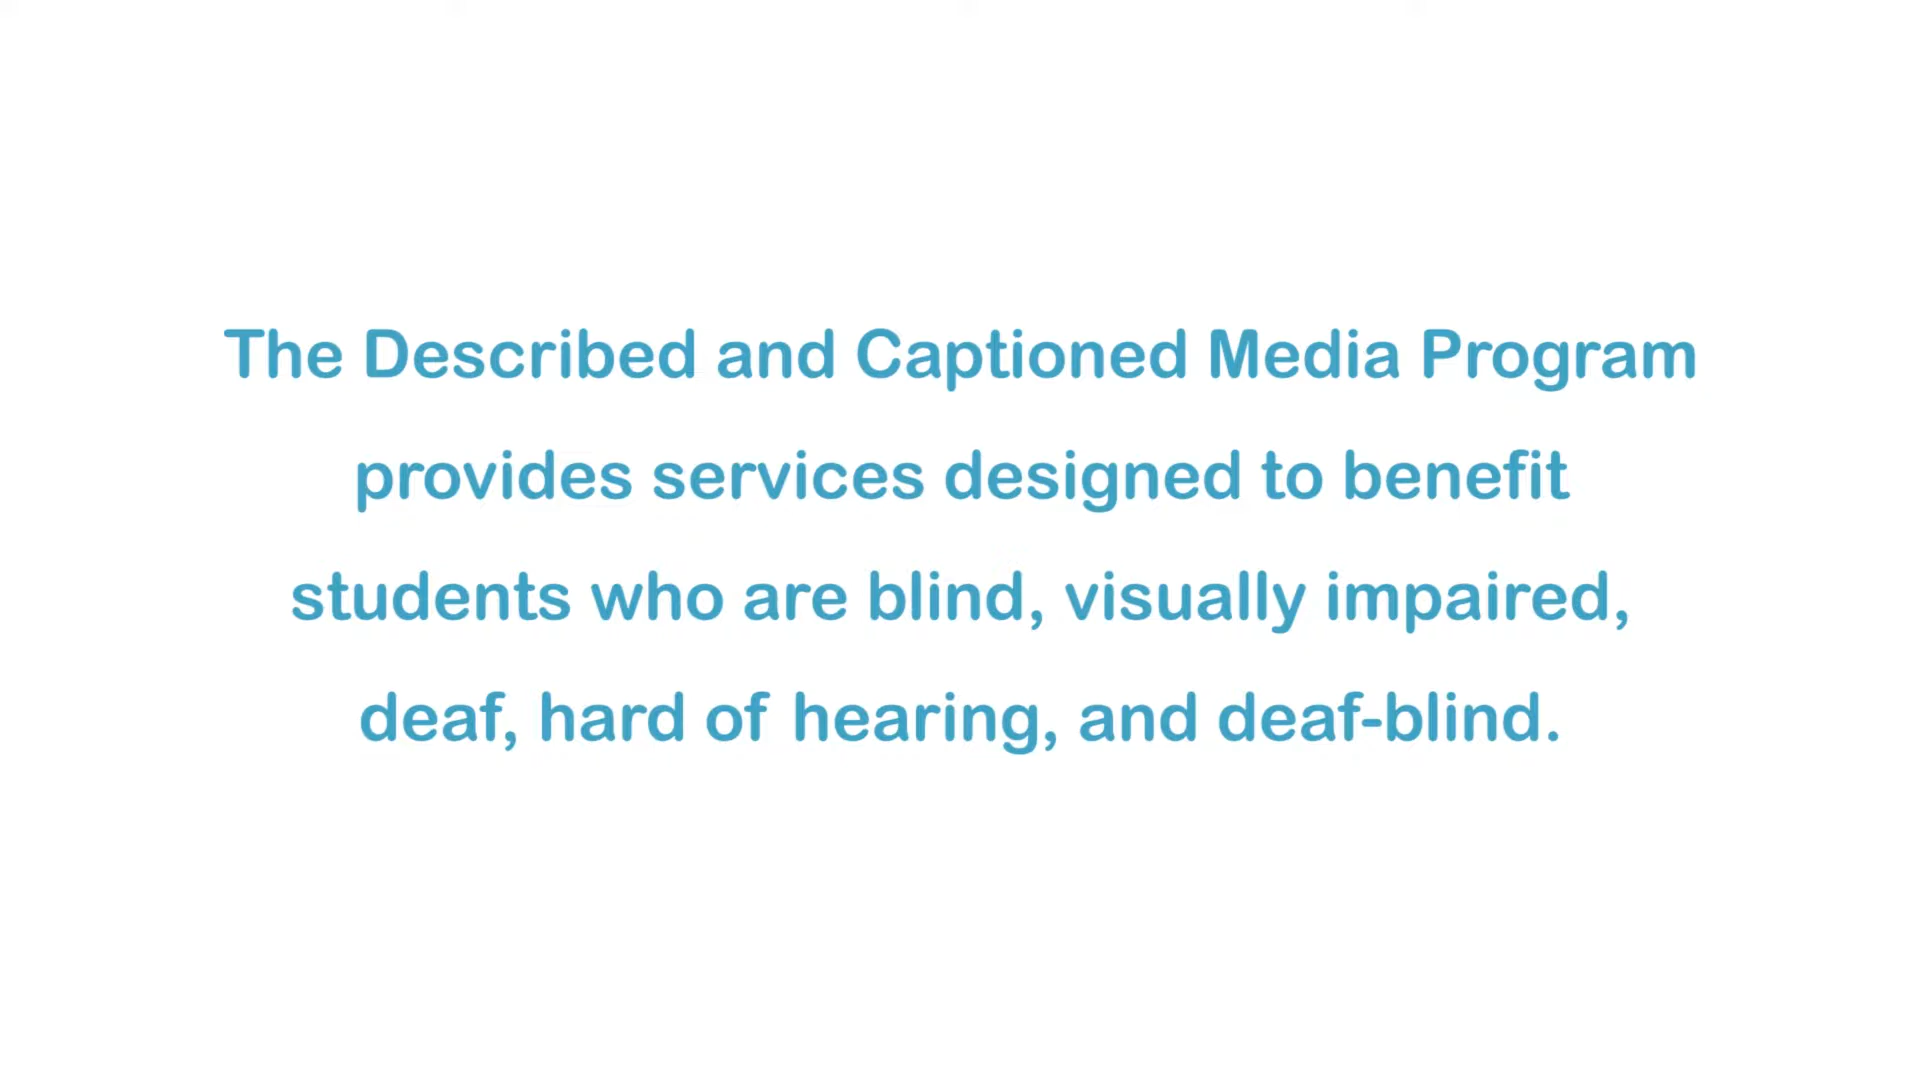 The Described and Captioned Media Program
provides services designed to benefit
students who are blind, visually impaired,
deaf, hard of hearing, and deaf-blind.